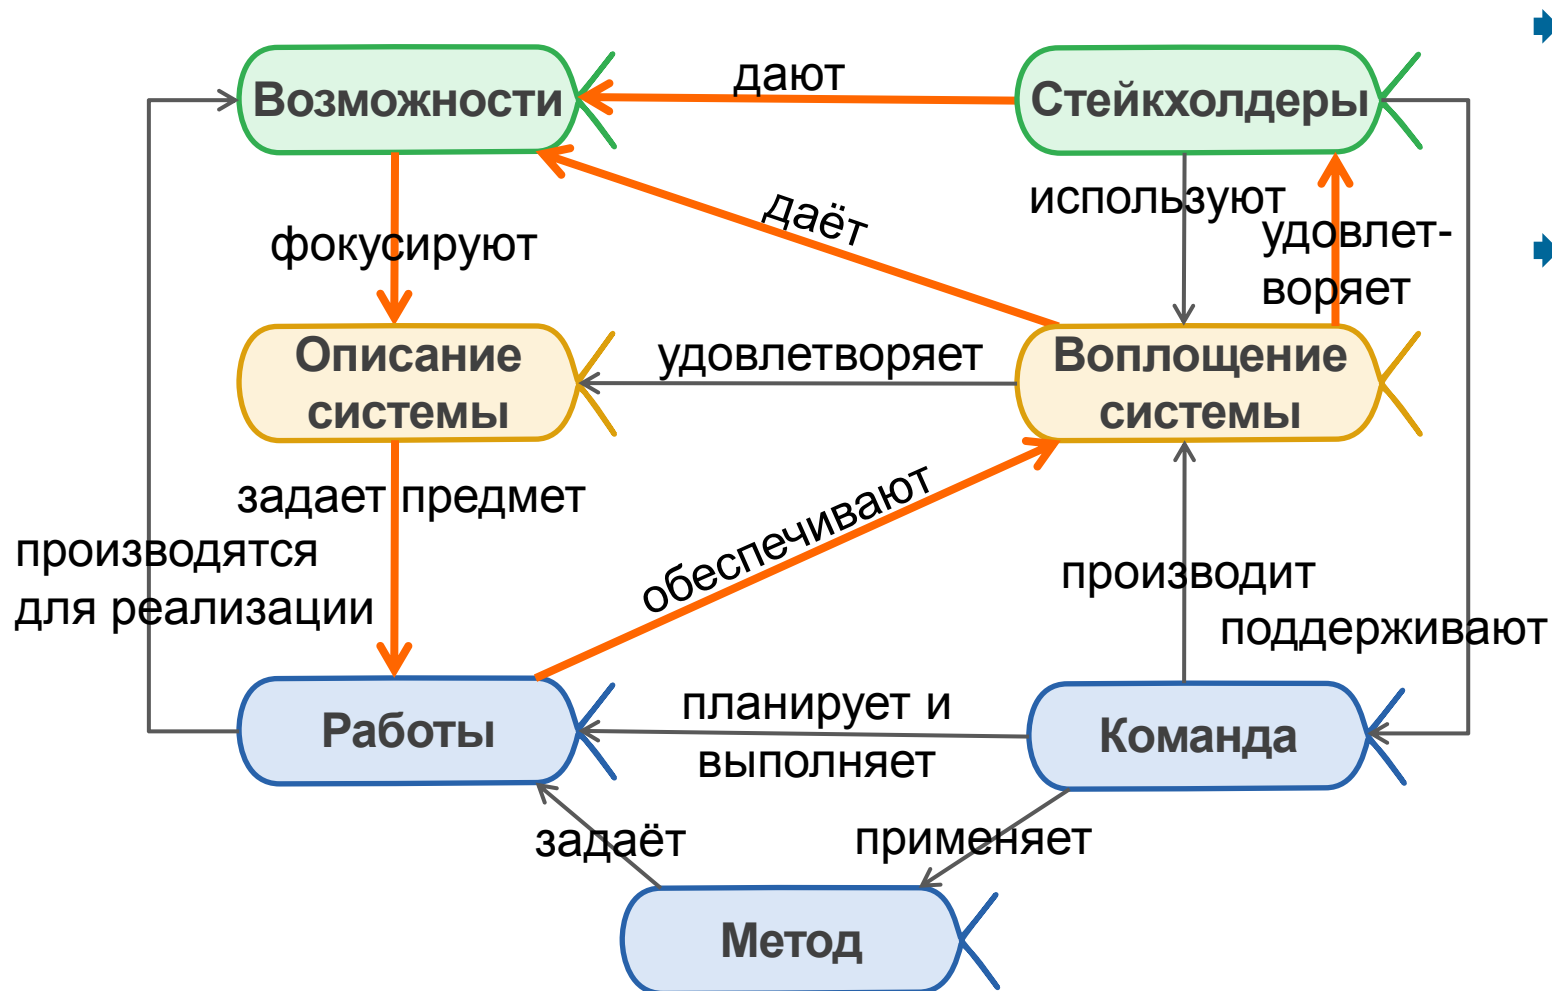 дают
Возможности
Стейкхолдеры
используют
даёт
удовлет-
воряет
фокусируют
Описание
системы
удовлетворяет
Воплощение
системы
задает предмет
обеспечивают
производятся
для реализации
производит
поддерживают
Работы
планирует и
выполняет
Команда
задаёт
применяет
Метод